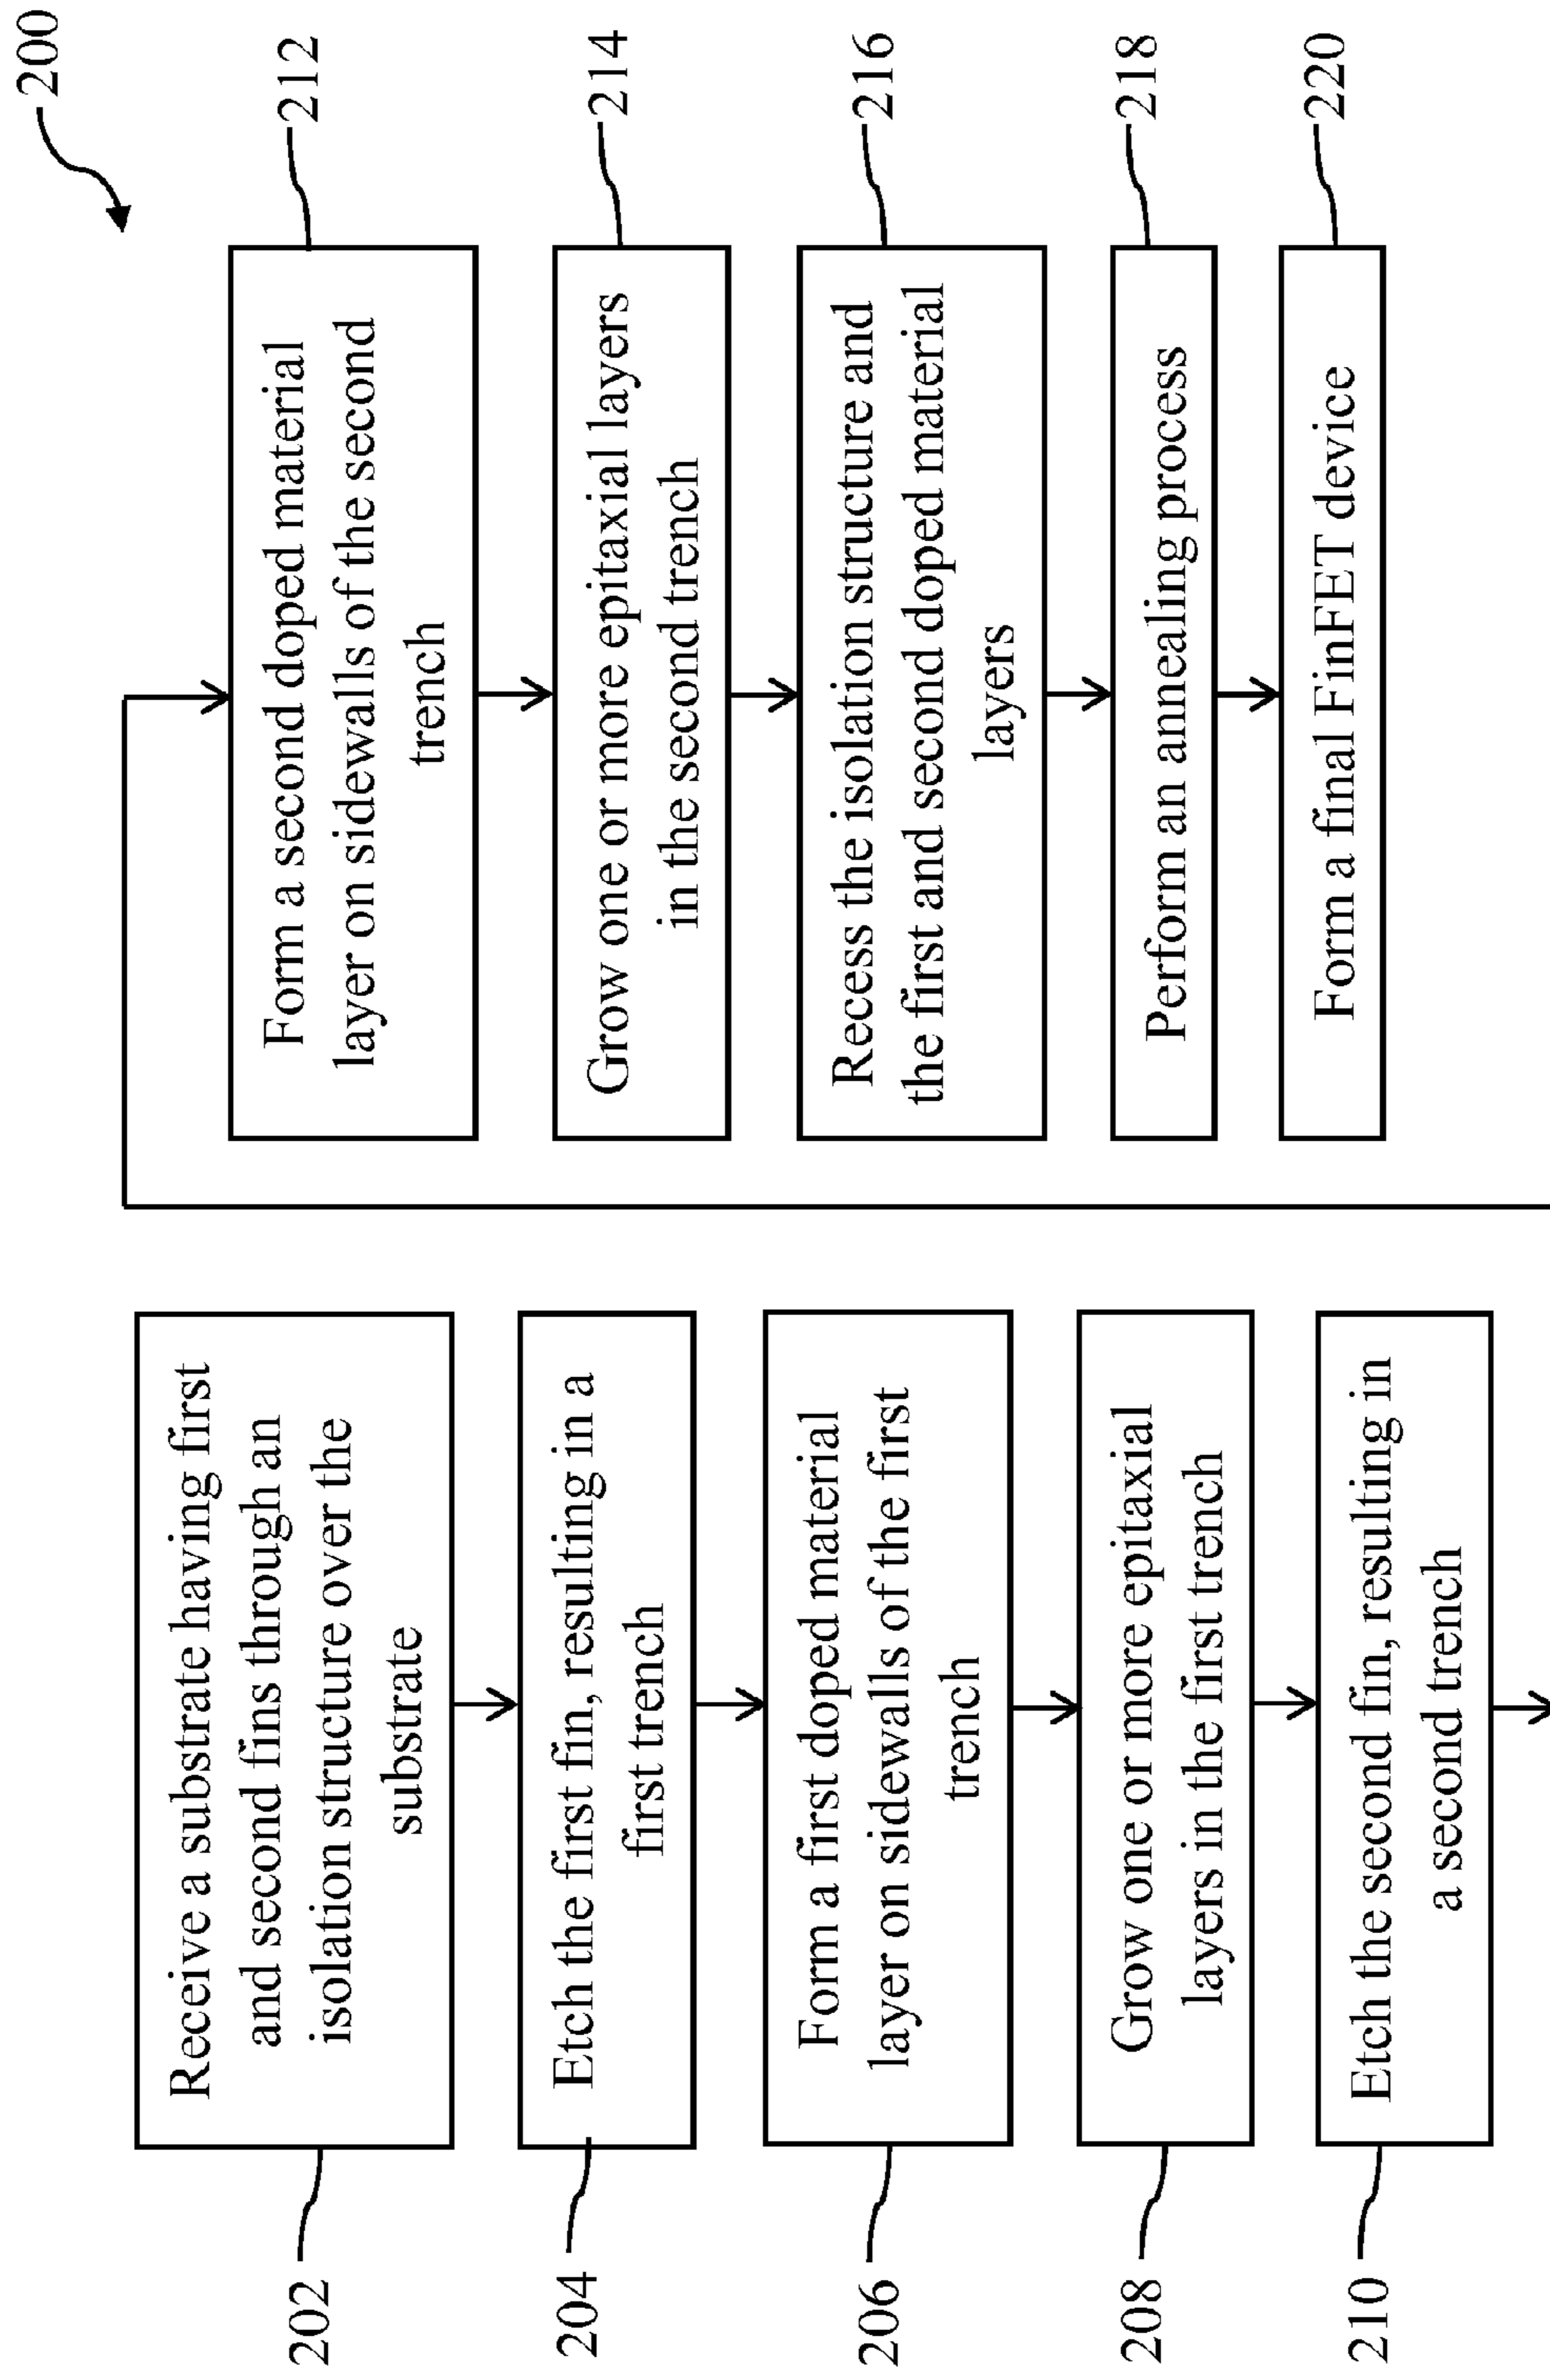 200
202
Receive a substrate having first
and second fins through an
isolation structure over the
substrate
204
Etch the first fin, resulting in a
first trench
206
Form a first doped material
layer on sidewalls of the first
trench
208
Grow one or more epitaxial
layers in the first trench
210
Etch the second fin, resulting in
a second trench
212
Form a second doped material
layer on sidewalls of the second
trench
214
Grow one or more epitaxial layers
in the second trench
216
Recess the isolation structure and
the first and second doped material
layers
218
Perform an annealing process
220
Form a final FinFET device